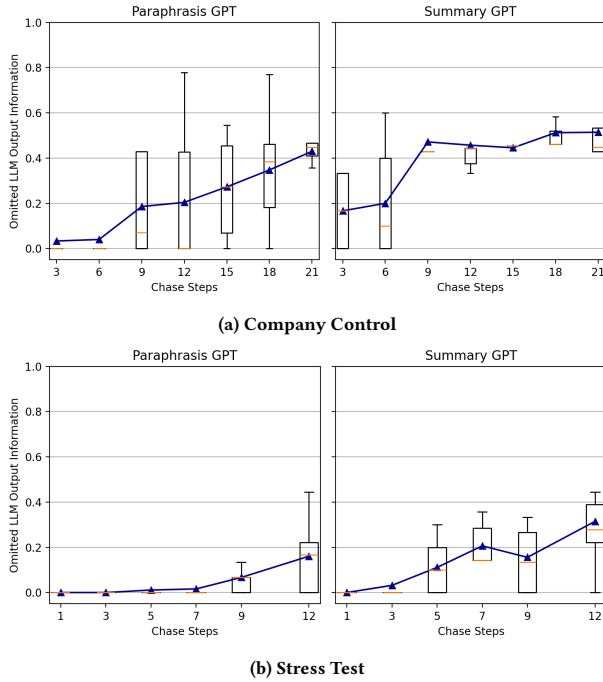 Paraphrasis GPT
Summary GPT
Omitted LLM Output Information
1.0
0.8
0.6
0.4
0.2
0.0
3 6 9 12 15 18 21
3 6 9 12 15 18 21
Chase Steps
Chase Steps
(a) Company Control
Paraphrasis GPT
Summary GPT
Omitted LLM Output Information
1.0
0.8
0.6
0.4
0.2
0.0
1 3 5 7 9 12
1 3 5 7 9 12
Chase Steps
Chase Steps
(b) Stress Test